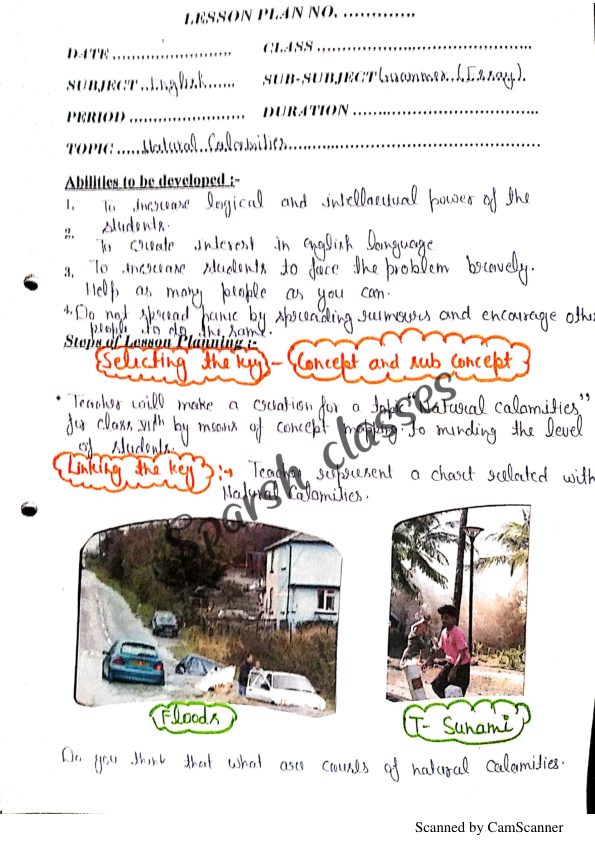 LESSON PLAN NO. .............
DATE ........................ CLASS ........................................
SUBJECT ..English...... SUB-SUBJECT Grammer (Essay).
PERIOD ....................... DURATION ..................................
TOPIC .....Natural Calamities..................................................
Abilities to be developed :-
1. To increase logical and intellactual power of the
students.
2. To create interest in english language
3. To increase students to face the problem bravely.
Help as many people as you can.
4. Do not spread panic by spreading rumours and encourage other
people to do the same.
Steps of Lesson Planning :-
Selecting the key - Concept and sub concept
• Teacher will make a creation for a topic "Natural calamities"
for class VIIth by means of concept mapping to minding the level
of students.
Linking the key :→ Teacher represent a chart related with
Natural Calamities.
Sparsh classes
Floods
T-Sunami
Do you think that what are causes of natural calamities.
Scanned by CamScanner